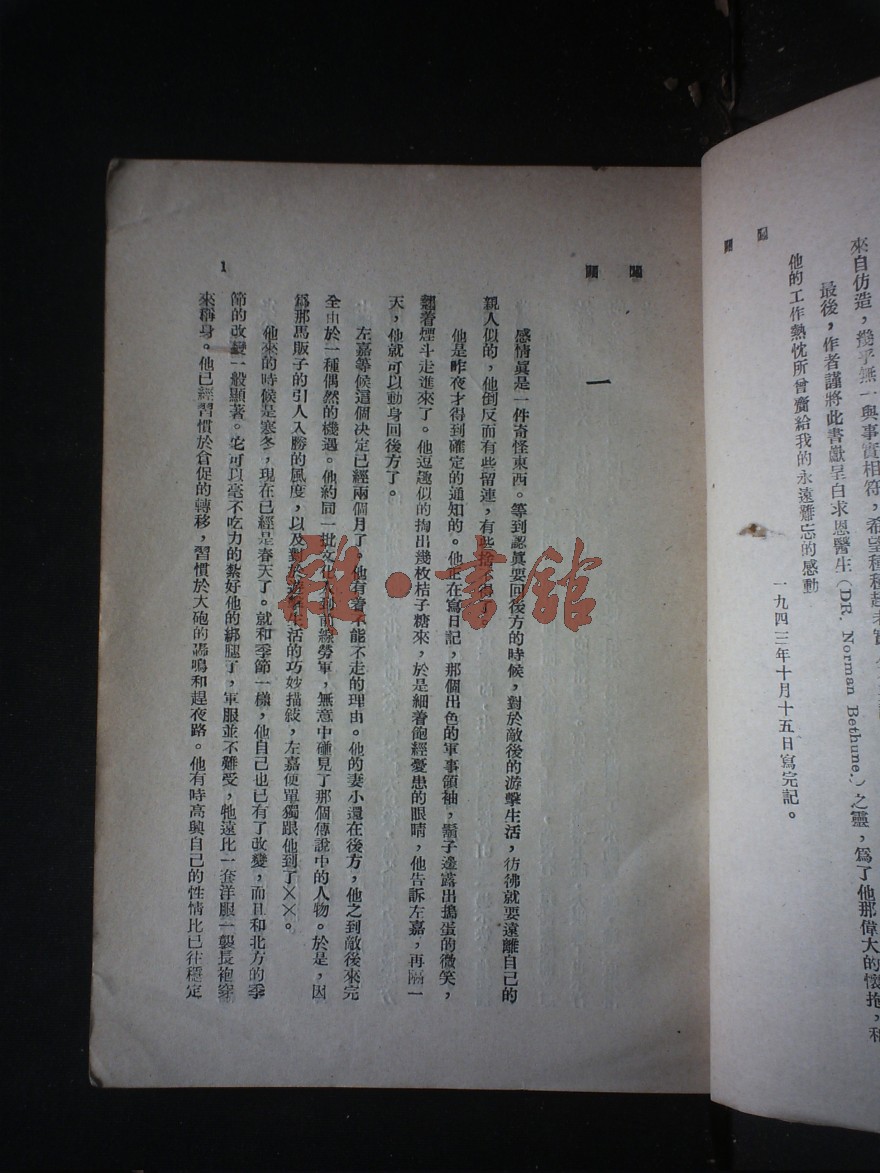 來自仿造，幾乎無一與事實相符，希望種種
最後，作者謹將此書獻呈白求恩醫生（DR. Norman Bethune.）之靈，爲了他那偉大的懷抱，和
他的工作熱忱所曾賚給我的永遠難忘的感動
一九四三年十月十五日寫完記。
闖關
闖關
一
感情眞是一件奇怪東西。等到認眞要回後方的時候，對於敵後的游擊生活，彷彿就要遠離自己的
親人似的，他倒反而有些留連，有些捨不得了。
他是昨夜才得到確定的通知的。他正在寫日記，那個出色的軍事領袖，鬍子邊露出搗蛋的微笑，
翹着煙斗走進來了。他逗趣似的掏出幾枚桔子糖來，於是細着飽經憂患的眼睛，他告訴左嘉，再隔一
天，他就可以動身回後方了。
左嘉等候這個決定已經兩個月了，他有着不能不走的理由。他的妻小還在後方，他之到敵後來完
全由於一種偶然的機遇。他約同一批文化人到前線勞軍，無意中碰見了那個傳說中的人物。於是，因
爲那馬販子的引人入勝的風度，以及對於遊擊生活的巧妙描敍，左嘉便單獨跟他到了××。
他來的時候是寒冬，現在已經是春天了。就和季節一樣，他自己也已有了改變，而且和北方的季
節的改變一般顯著。它可以毫不吃力的紮好他的綁腿了，軍服並不難受，牠遠比一套洋服一襲長袍穿
來稱身。他已經習慣於倉促的轉移，習慣於大砲的轟鳴和趕夜路。他有時高興自己的性情比已往穩定
1
雜·書館